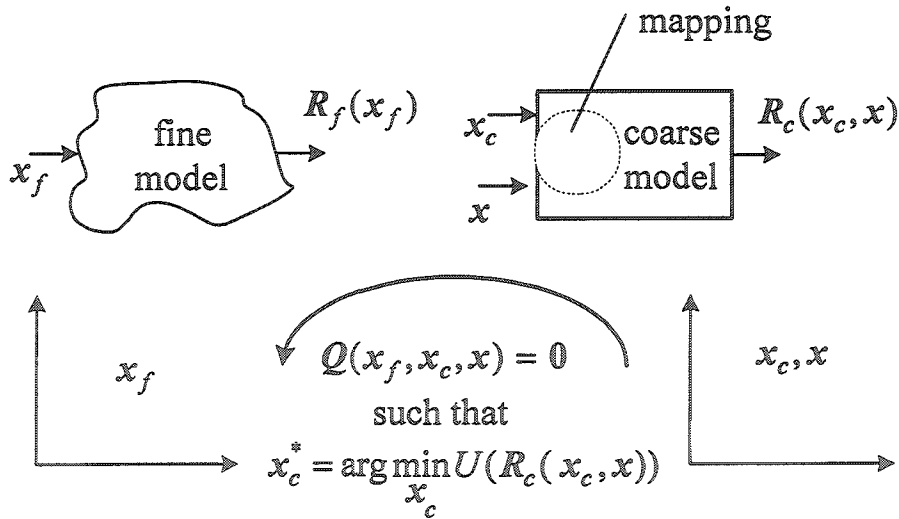 mapping
fine
model
x_f
R_f(x_f)
x_c
x
coarse
model
R_c(x_c, x)
x_f
Q(x_f, x_c, x) = 0
such that
x_c^* = arg min U(R_c(x_c, x))
x_c
x_c, x